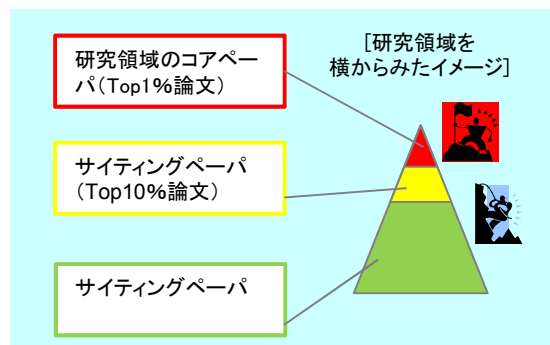 研究領域のコアペー
パ(Top1%論文)
[研究領域を
横からみたイメージ]
サイティングペーパ
(Top10%論文)
サイティングペーパ